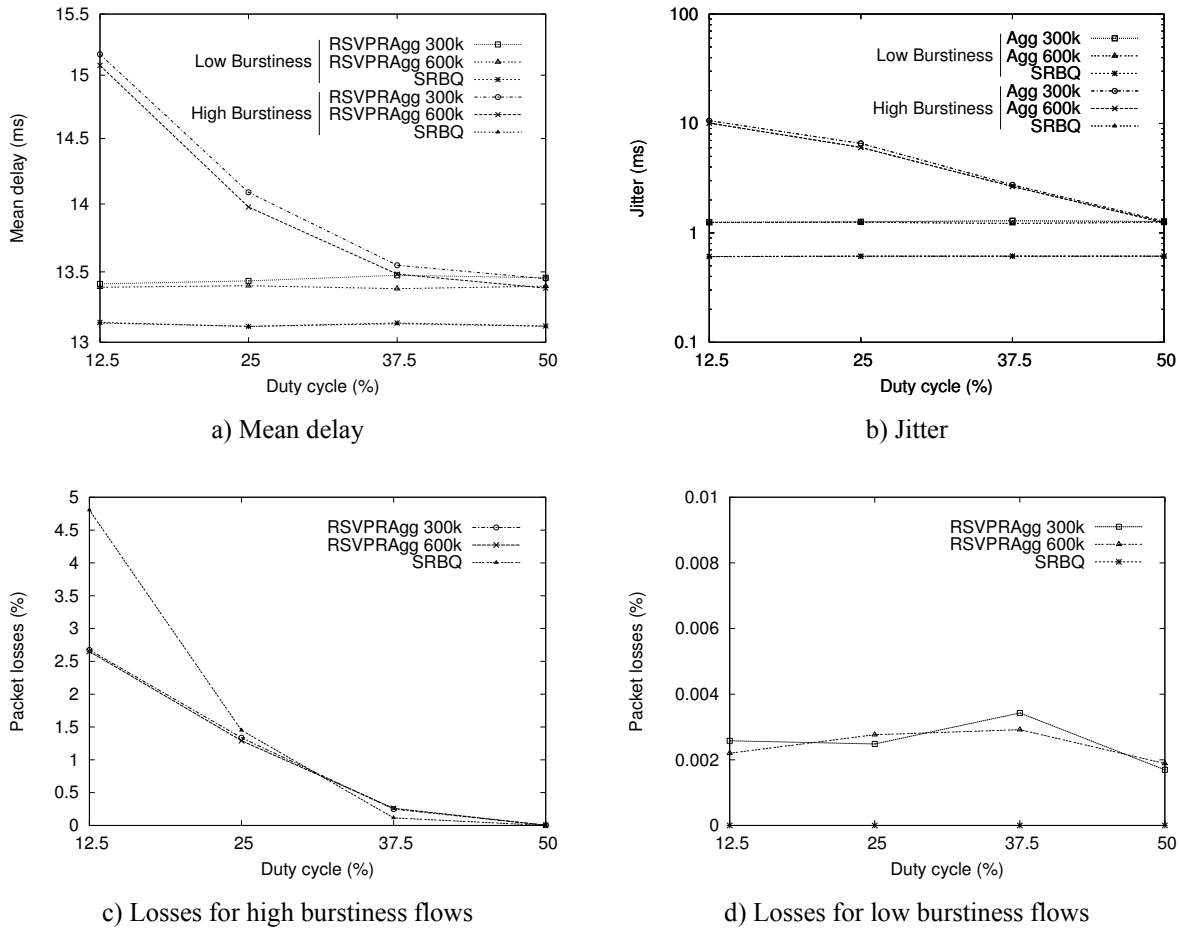 15.5
15
14.5
14
13.5
13
12.5
25
37.5
50
Mean delay (ms)
Duty cycle (%)
Low Burstiness
RSVPRAgg 300k
RSVPRAgg 600k
SRBQ
High Burstiness
RSVPRAgg 300k
RSVPRAgg 600k
SRBQ
a) Mean delay
100
10
1
0.1
12.5
25
37.5
50
Jitter (ms)
Duty cycle (%)
Low Burstiness
Agg 300k
Agg 600k
SRBQ
High Burstiness
Agg 300k
Agg 600k
SRBQ
b) Jitter
5
4.5
4
3.5
3
2.5
2
1.5
1
0.5
0
12.5
25
37.5
50
Packet losses (%)
Duty cycle (%)
RSVPRAgg 300k
RSVPRAgg 600k
SRBQ
c) Losses for high burstiness flows
0.01
0.008
0.006
0.004
0.002
0
12.5
25
37.5
50
Packet losses (%)
Duty cycle (%)
RSVPRAgg 300k
RSVPRAgg 600k
SRBQ
d) Losses for low burstiness flows